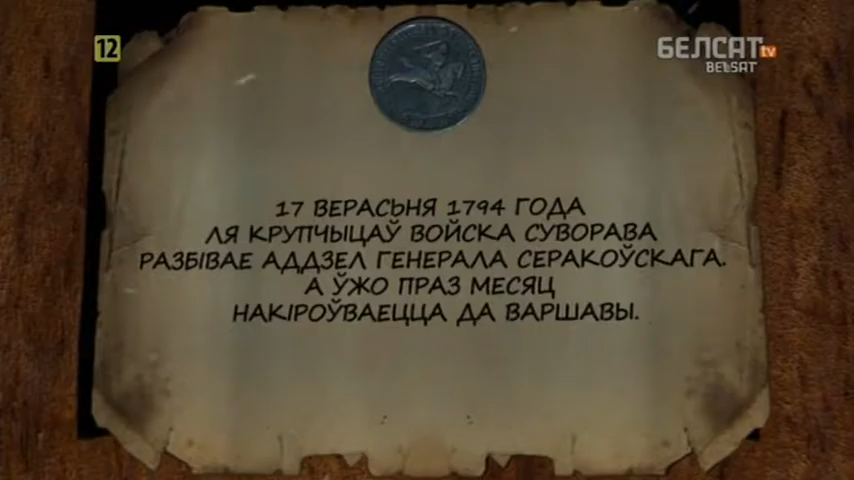 12
БЕЛСАТ tv
BELSAT
17 ВЕРАСЬНЯ 1794 ГОДА
ЛЯ КРУПЧЫЦАЎ ВОЙСКА СУВОРАВА
РАЗБІВАЕ АДДЗЕЛ ГЕНЕРАЛА СЕРАКОЎСКАГА.
А ЎЖО ПРАЗ МЕСЯЦ
НАКІРОЎВАЕЦЦА ДА ВАРШАВЫ.